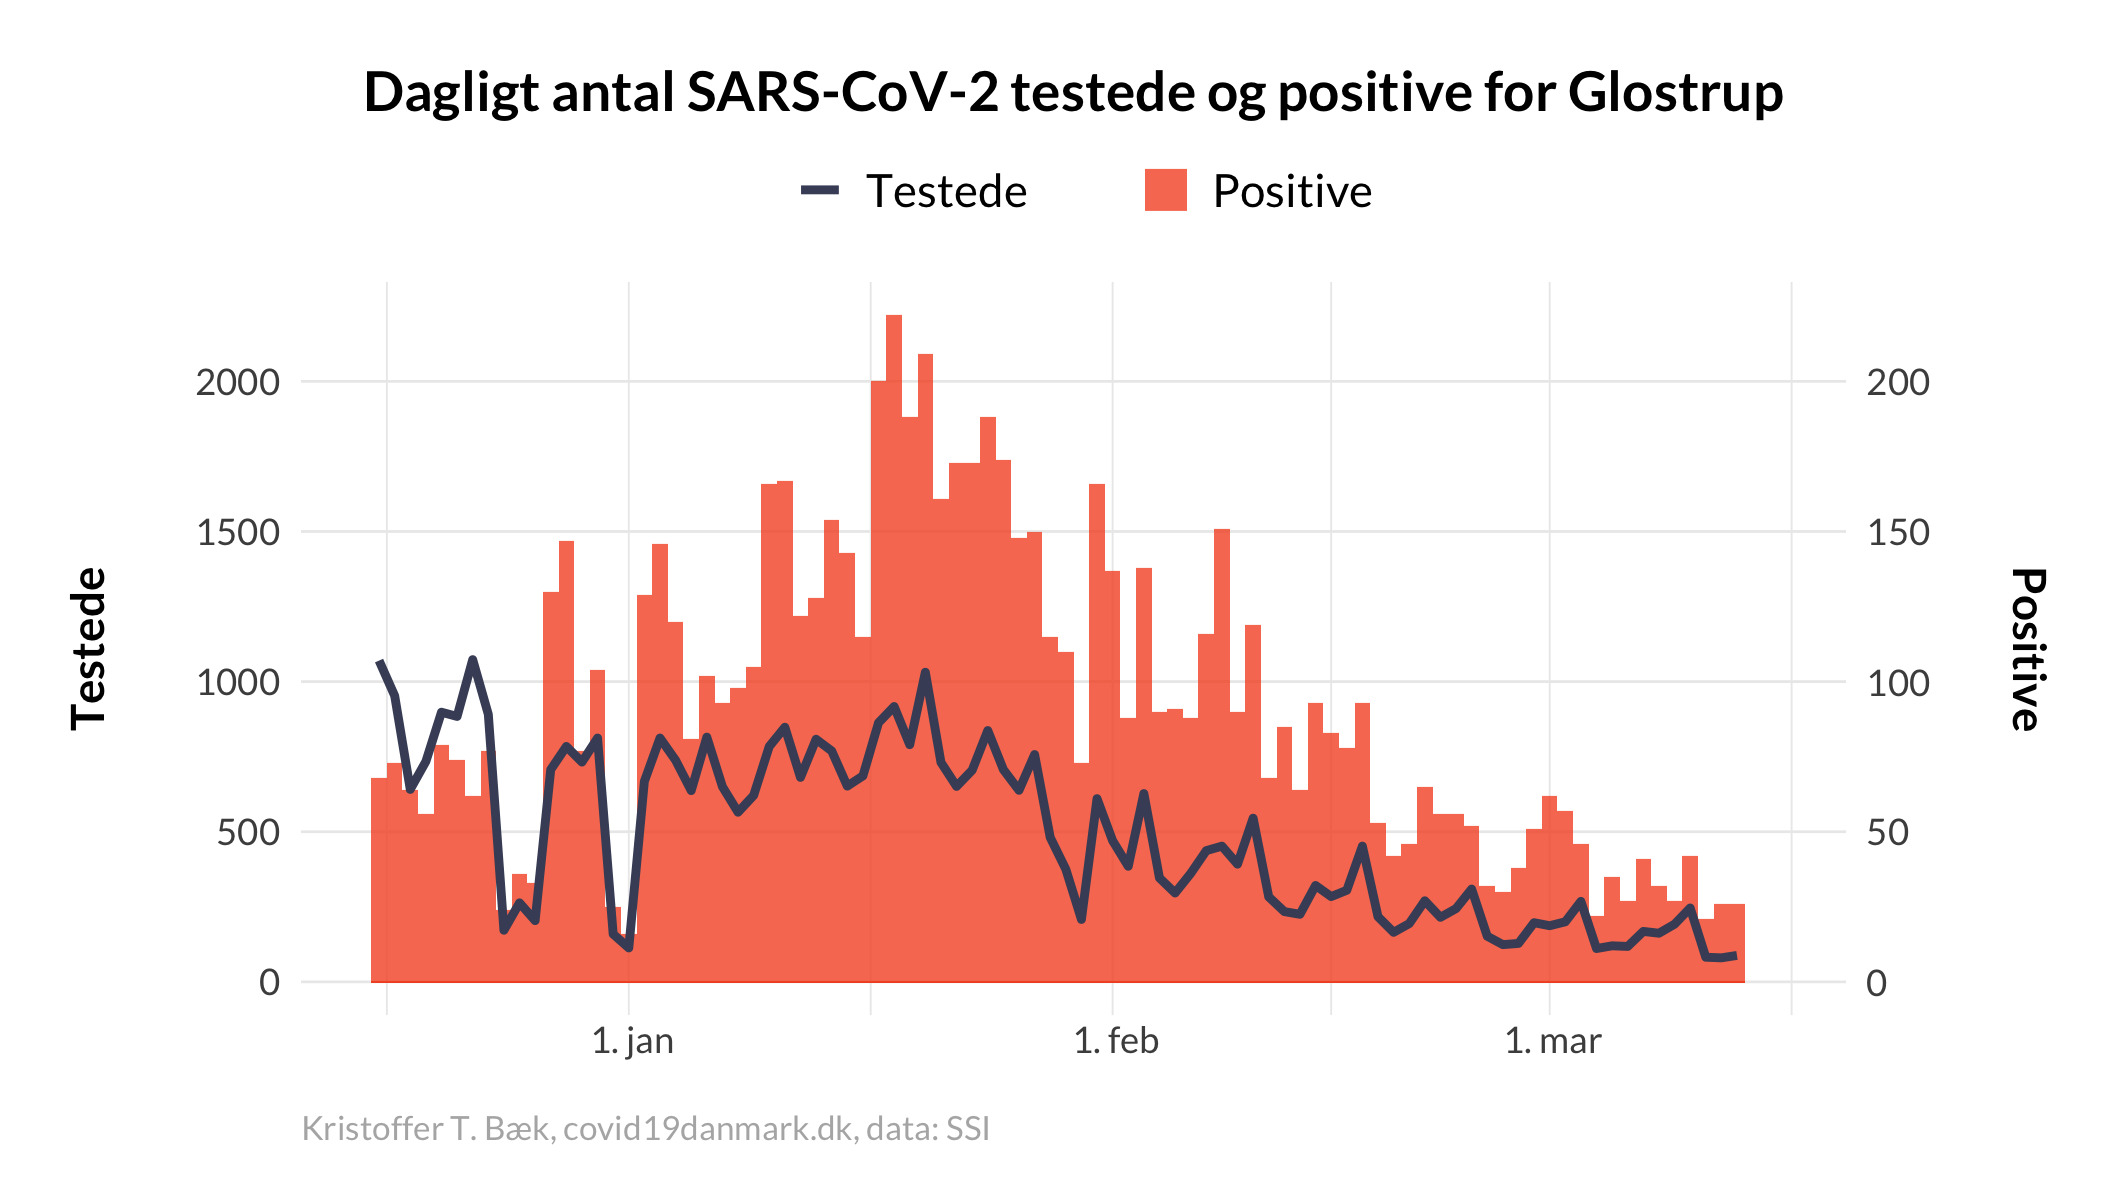 Dagligt antal SARS-CoV-2 testede og positive for Glostrup
Testede
Positive
2000
1500
1000
500
0
200
150
100
50
0
Testede
Positive
1. jan
1. feb
1. mar
Kristoffer T. Bæk, covid19danmark.dk, data: SSI